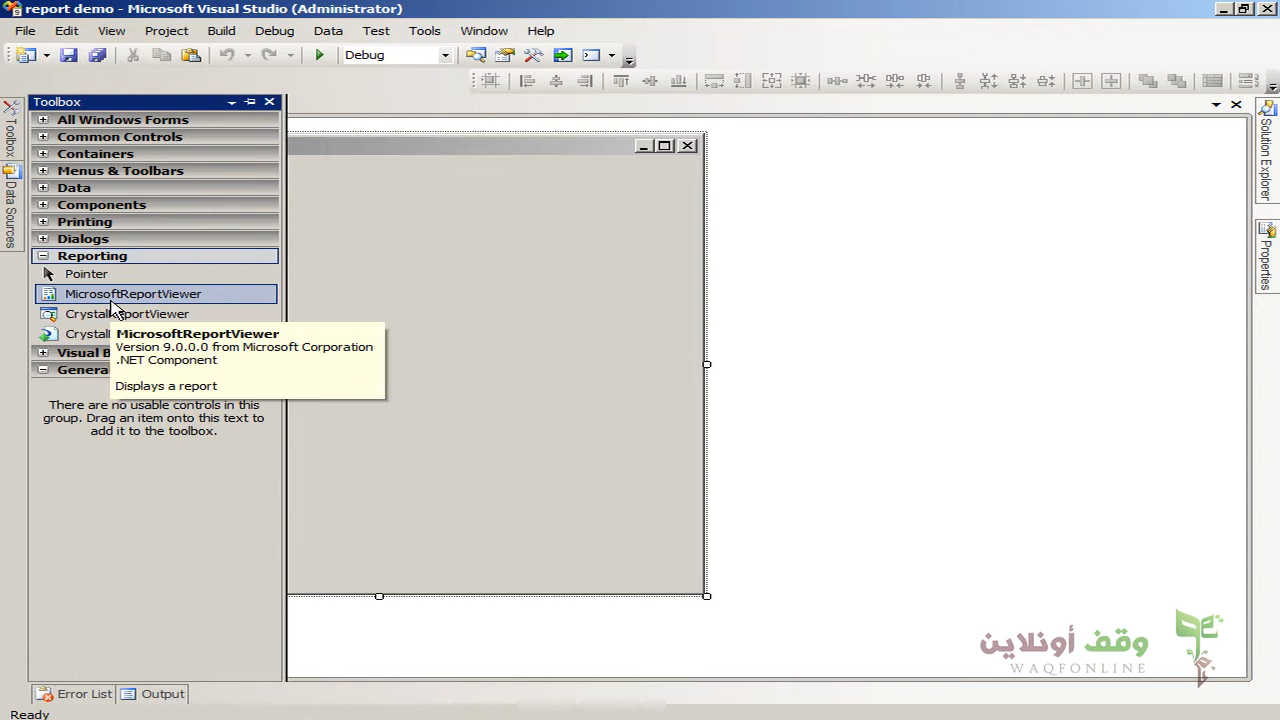 report demo - Microsoft Visual Studio (Administrator)
File Edit View Project Build Debug Data Test Tools Window Help
Debug
Toolbox
Toolbox
Data Sources
All Windows Forms
Common Controls
Containers
Menus & Toolbars
Data
Components
Printing
Dialogs
Reporting
Pointer
MicrosoftReportViewer
CrystalReportViewer
Crystal
MicrosoftReportViewer
Version 9.0.0.0 from Microsoft Corporation
.NET Component
Displays a report
Visual B
Genera
There are no usable controls in this
group. Drag an item onto this text to
add it to the toolbox.
Solution Explorer
Properties
وقف أونلاين
WAQFONLINE
Error List Output
Ready